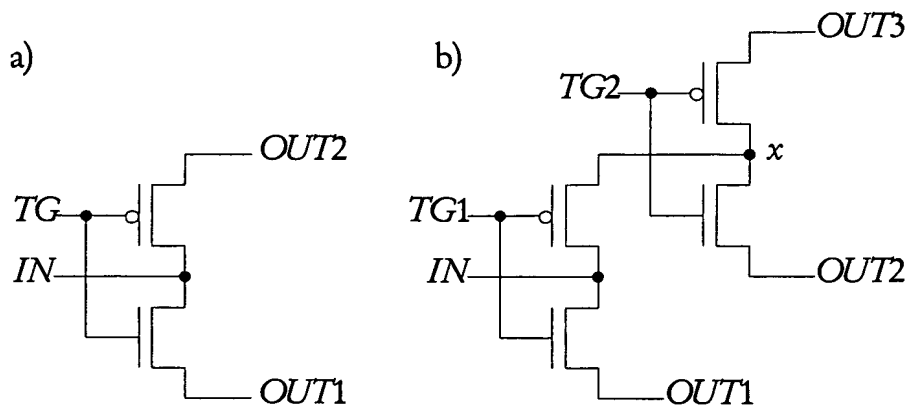 a)
OUT2
TG
IN
OUT1
b)
OUT3
TG2
x
TG1
IN
OUT2
OUT1